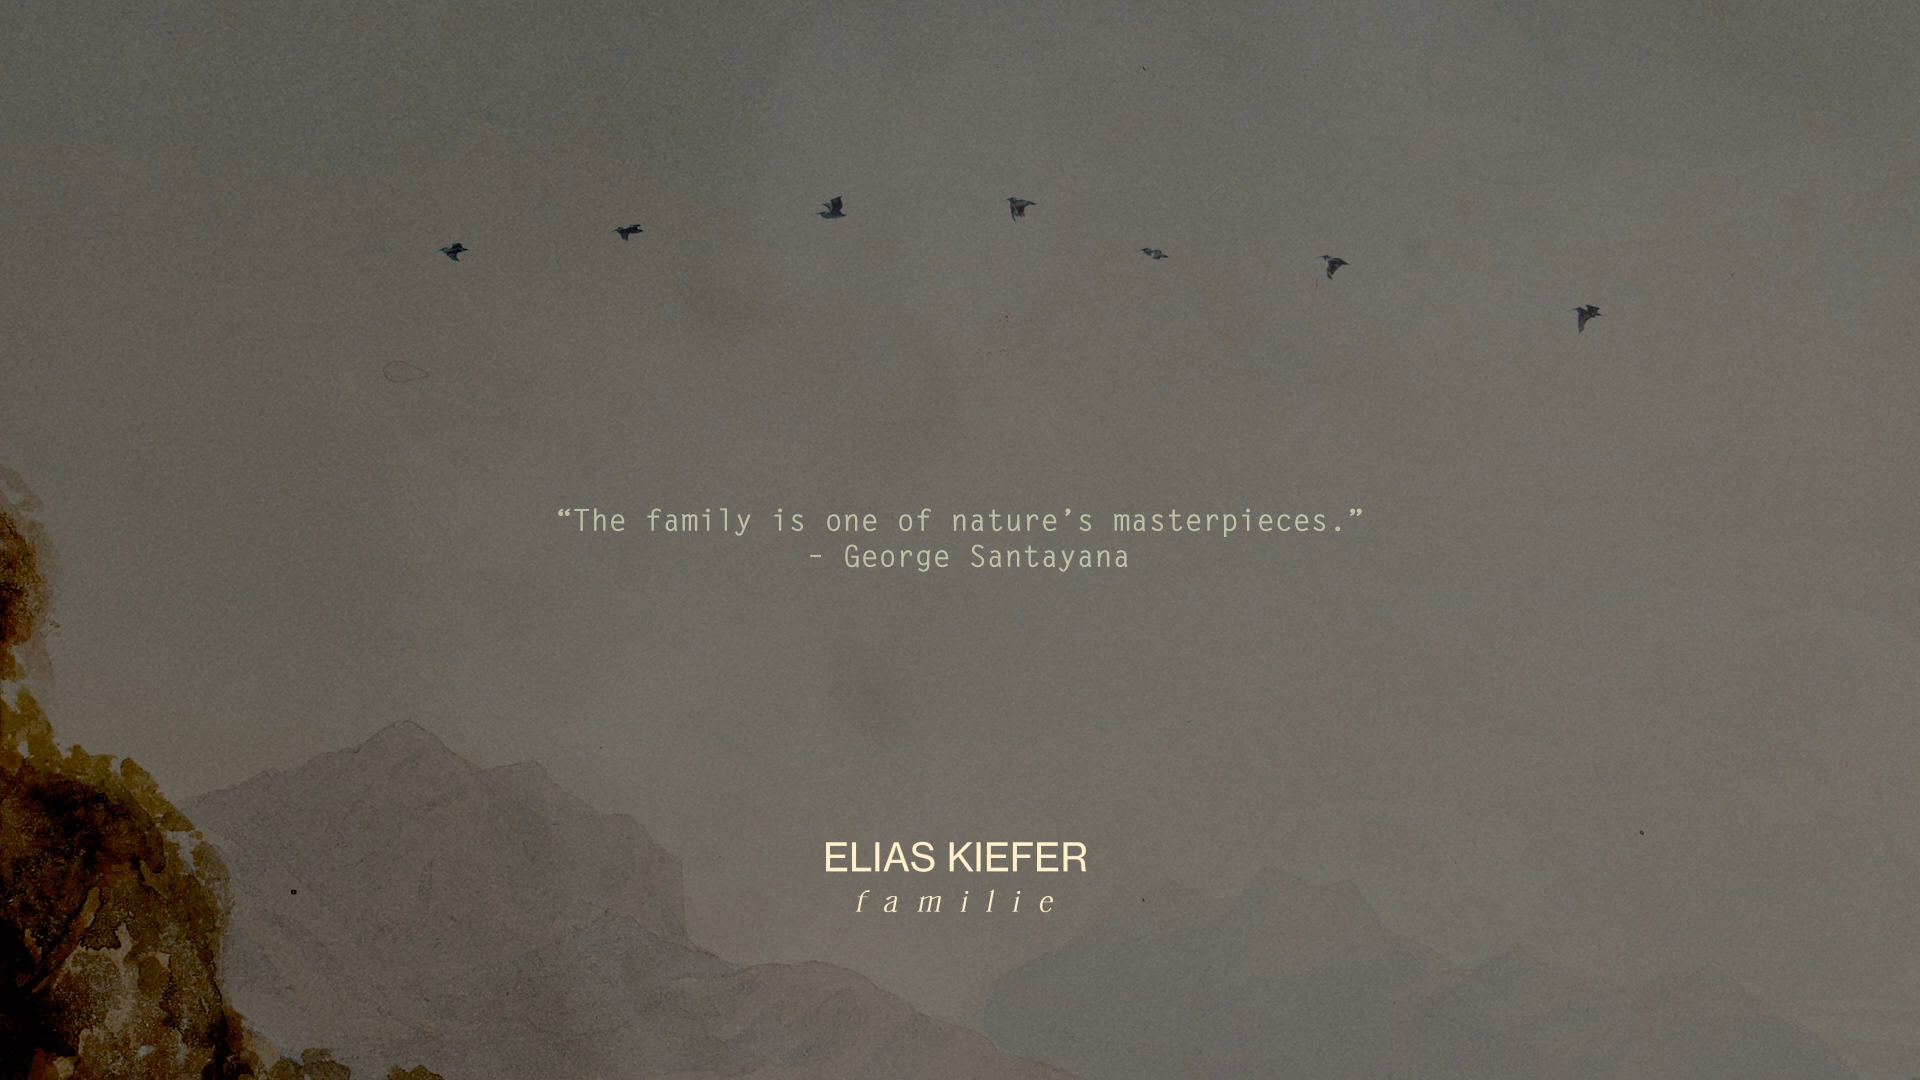 “The family is one of nature’s masterpieces.”
– George Santayana
ELIAS KIEFER
familie